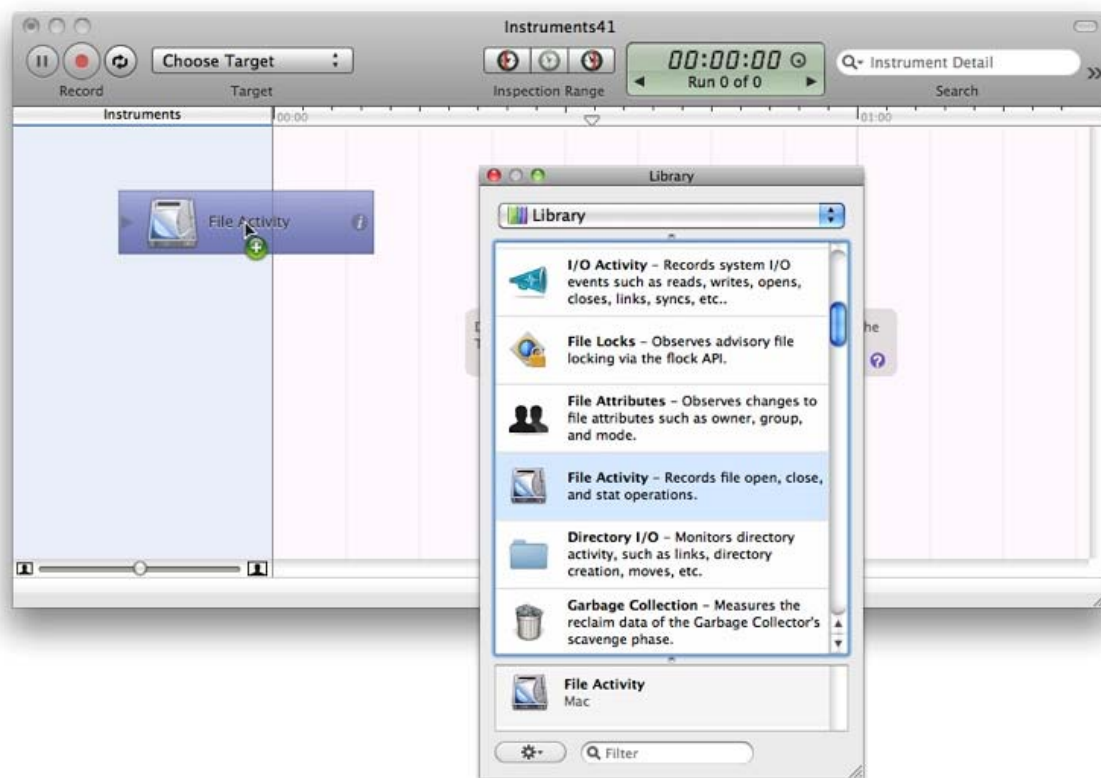 Instruments41
Choose Target
00:00:00
Run 0 of 0
Instrument Detail
Record
Target
Inspection Range
Search
Instruments
00:00
01:00
File Activity
Library
Library
I/O Activity – Records system I/O
events such as reads, writes, opens,
closes, links, syncs, etc..
File Locks – Observes advisory file
locking via the flock API.
File Attributes – Observes changes to
file attributes such as owner, group,
and mode.
File Activity – Records file open, close,
and stat operations.
Directory I/O – Monitors directory
activity, such as links, directory
creation, moves, etc.
Garbage Collection – Measures the
reclaim data of the Garbage Collector's
scavenge phase.
File Activity
Mac
Filter